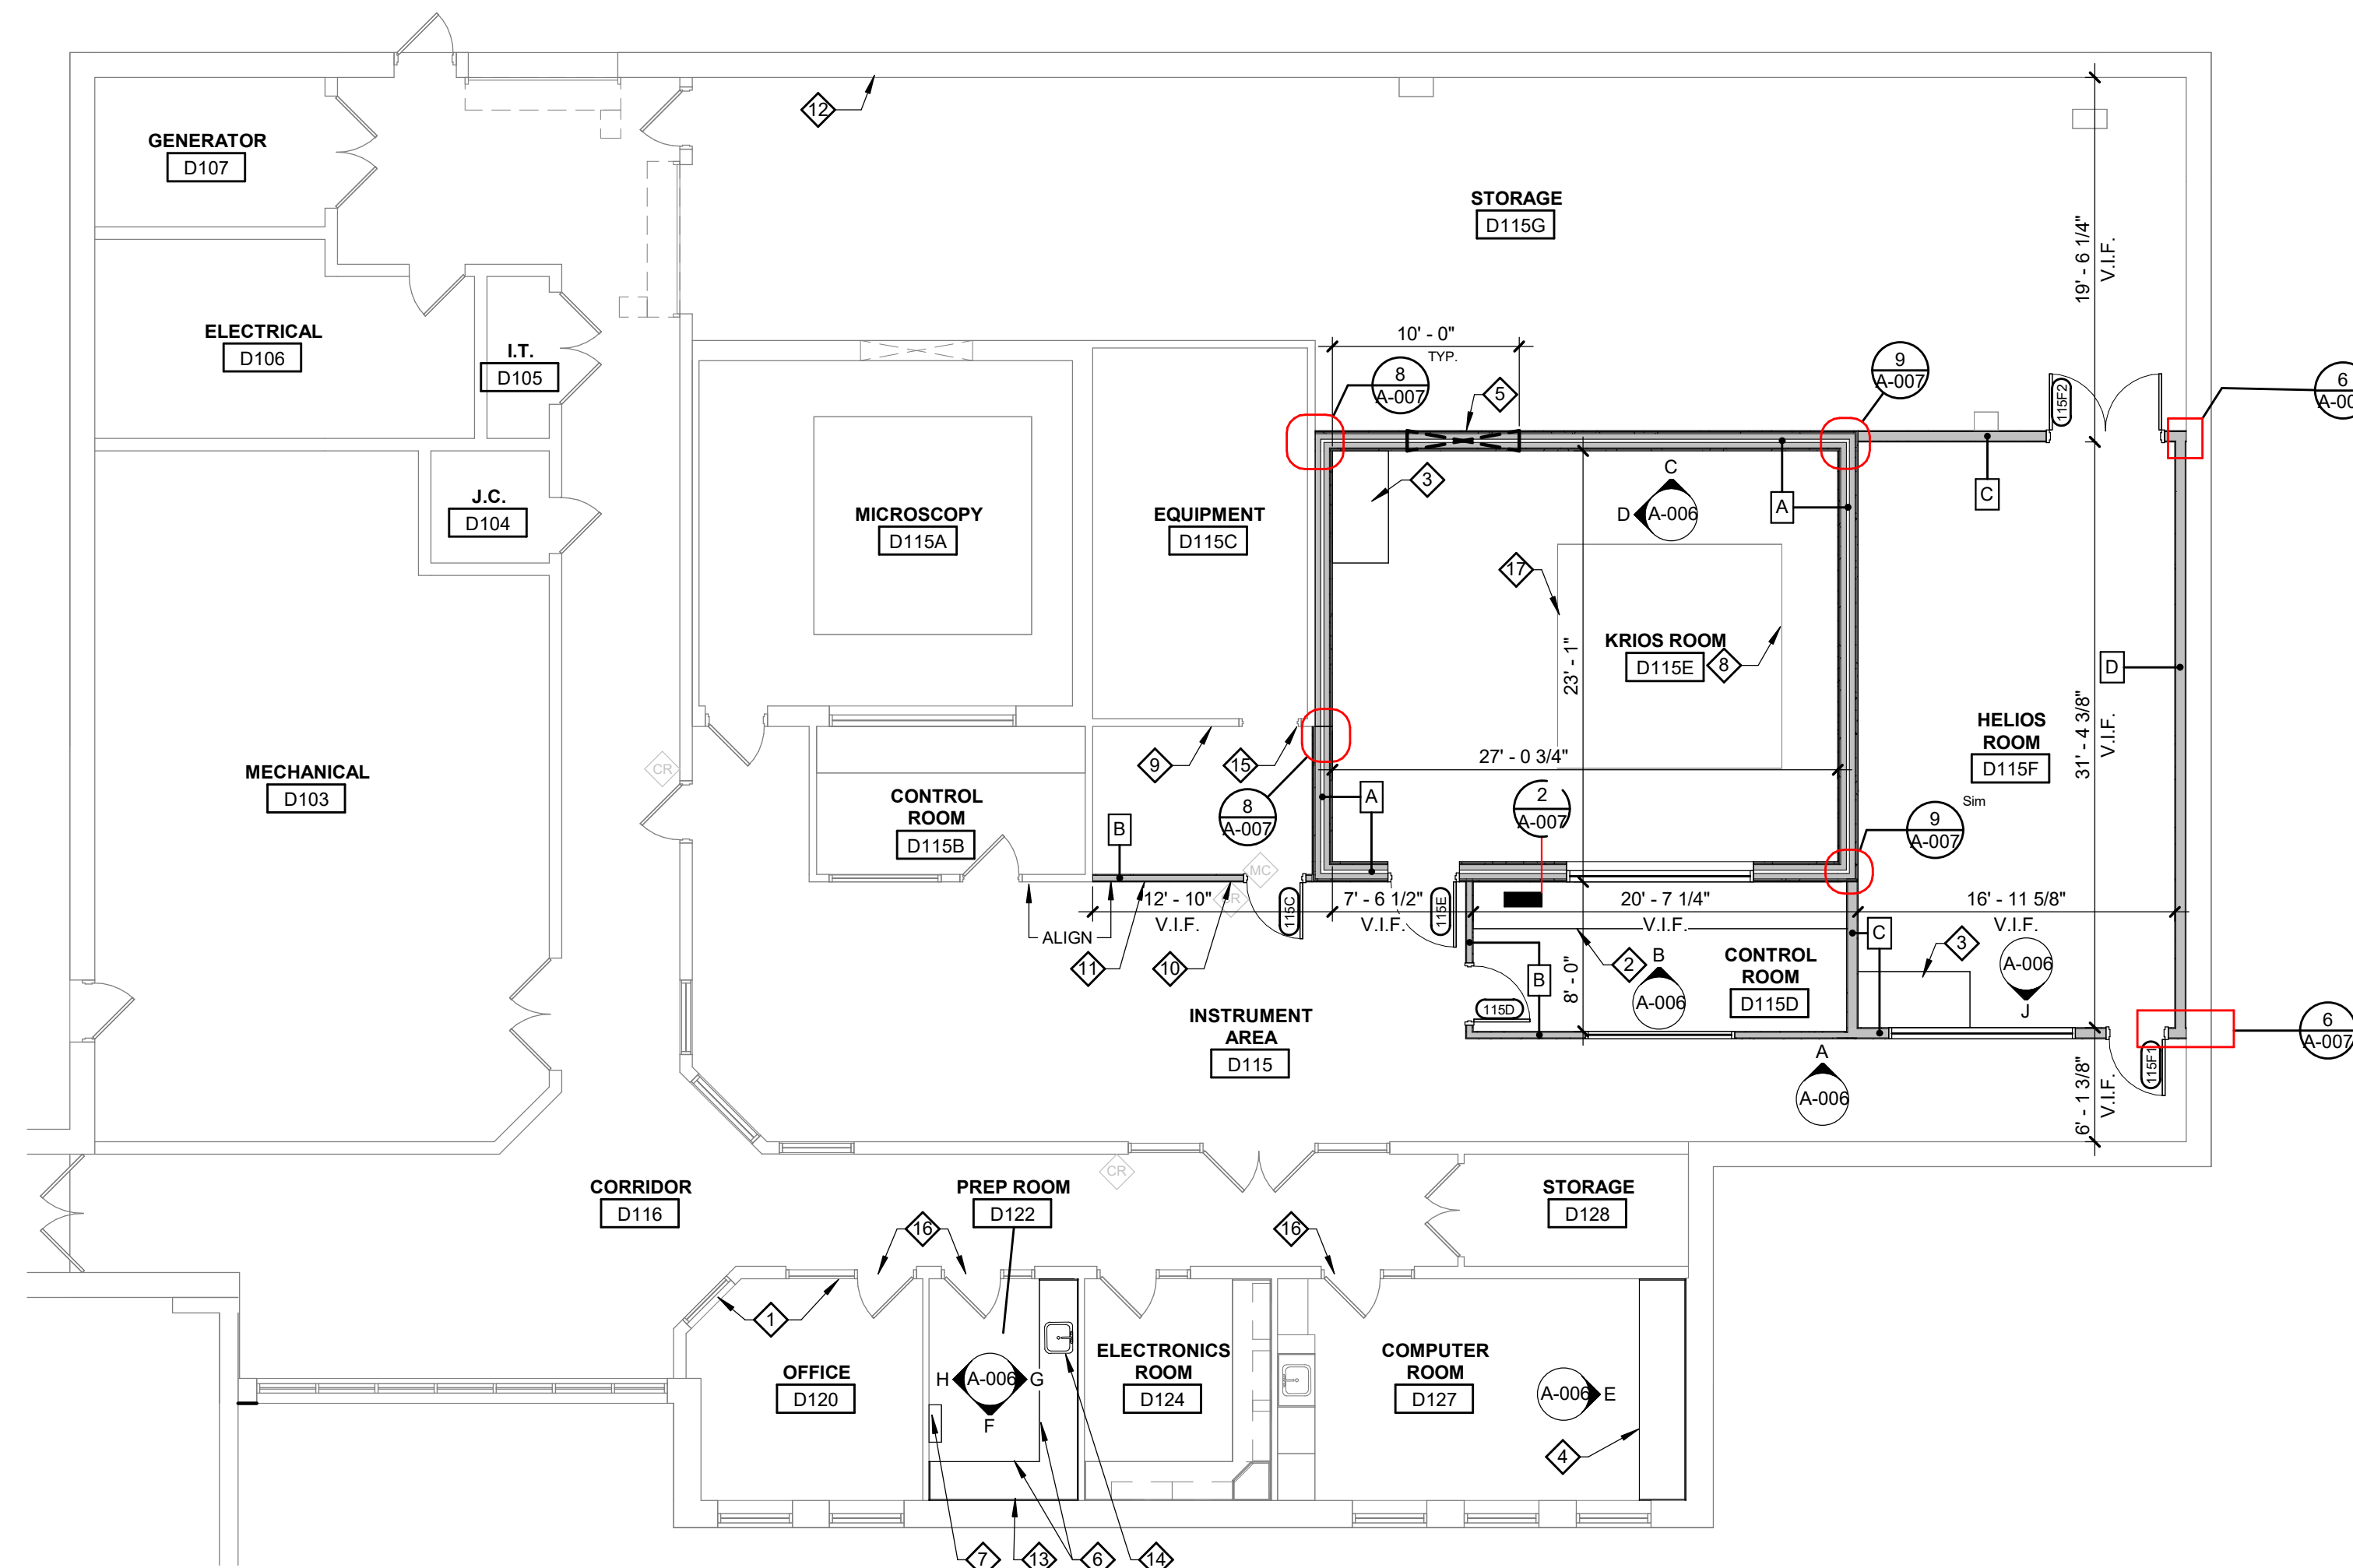 12
GENERATOR
D107
STORAGE
D115G
19' - 6 1/4"
V.I.F.
ELECTRICAL
D106
I.T.
D105
10' - 0"
TYP.
8
A-007
5
9
A-007
115F2
6
J.C.
D104
MICROSCOPY
D115A
EQUIPMENT
D115C
3
C
D
A-006
A
C
17
KRIOS ROOM
D115E
8
23' - 1"
D
31' - 4 3/8"
V.I.F.
HELIOS
ROOM
D115F
MECHANICAL
D103
CR
9
15
27' - 0 3/4"
CONTROL
ROOM
D115B
B
8
A-007
A
2
A-007
9
A-007
Sim
MC
CR
12' - 10"
V.I.F.
115C
7' - 6 1/2"
V.I.F.
115E
20' - 7 1/4"
V.I.F.
16' - 11 5/8"
V.I.F.
ALIGN
11
10
B
8' - 0"
2
B
A-006
CONTROL
ROOM
D115D
C
3
A-006
J
115D
INSTRUMENT
AREA
D115
A
A-006
6' - 1 3/8"
V.I.F.
115F1
6
A-007
CORRIDOR
D116
PREP ROOM
D122
CR
STORAGE
D128
16
16
1
OFFICE
D120
H
A-006
G
F
ELECTRONICS
ROOM
D124
COMPUTER
ROOM
D127
A-006
E
4
7
13
6
14